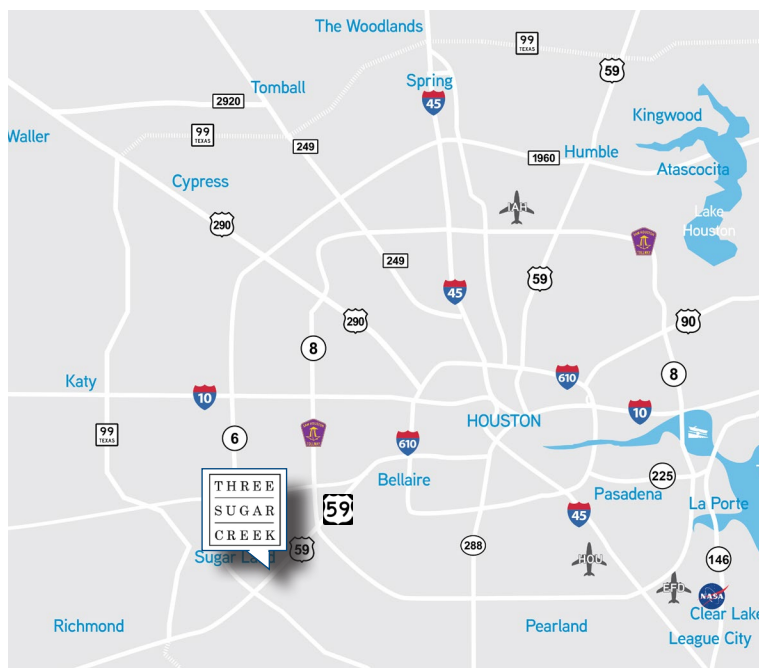 The Woodlands
99
TEXAS
59
Tomball
Spring
2920
45
Kingwood
99
TEXAS
Waller
249
1960
Humble
Atascocita
Cypress
IAH
Lake
Houston
290
249
59
45
290
90
8
610
8
Katy
10
10
HOUSTON
99
TEXAS
6
610
Bellaire
225
Pasadena
THREE
SUGAR
CREEK
59
45
La Porte
59
288
Sugar Land
HOU
146
EFD
NASA
Clear Lake
Richmond
Pearland
League City